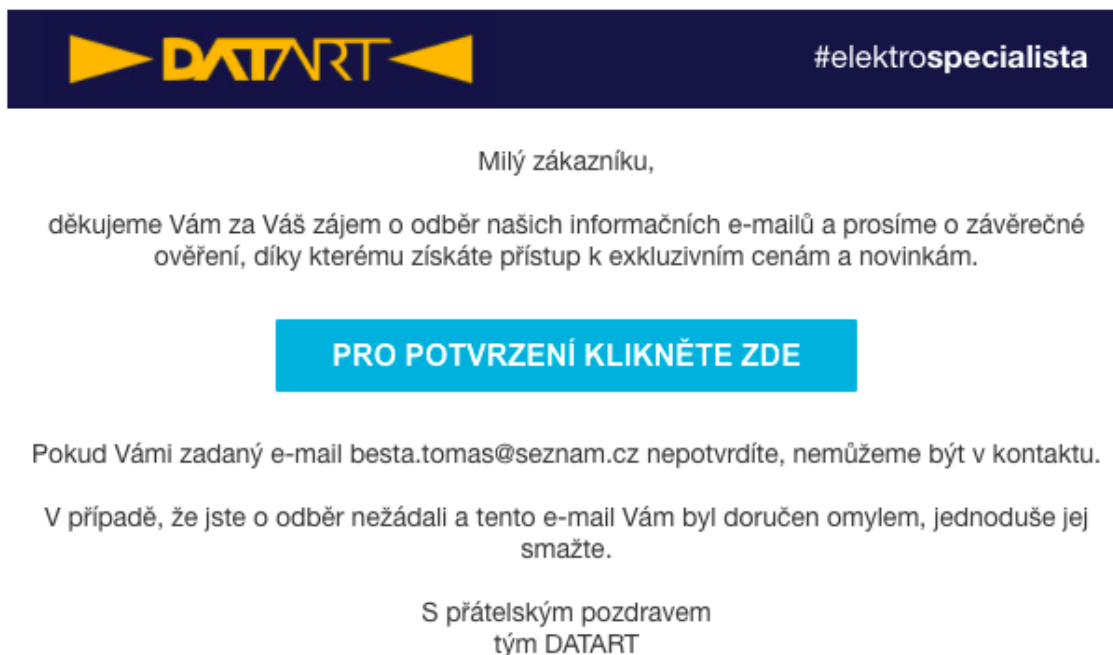 DATART
#elektrospecialista
Milý zákazníku,
děkujeme Vám za Váš zájem o odběr našich informačních e-mailů a prosíme o závěrečné
ověření, díky kterému získáte přístup k exkluzivním cenám a novinkám.
PRO POTVRZENÍ KLIKNĚTE ZDE
Pokud Vámi zadaný e-mail besta.tomas@seznam.cz nepotvrdíte, nemůžeme být v kontaktu.
V případě, že jste o odběr nežádali a tento e-mail Vám byl doručen omylem, jednoduše jej
smažte.
S přátelským pozdravem
tým DATART